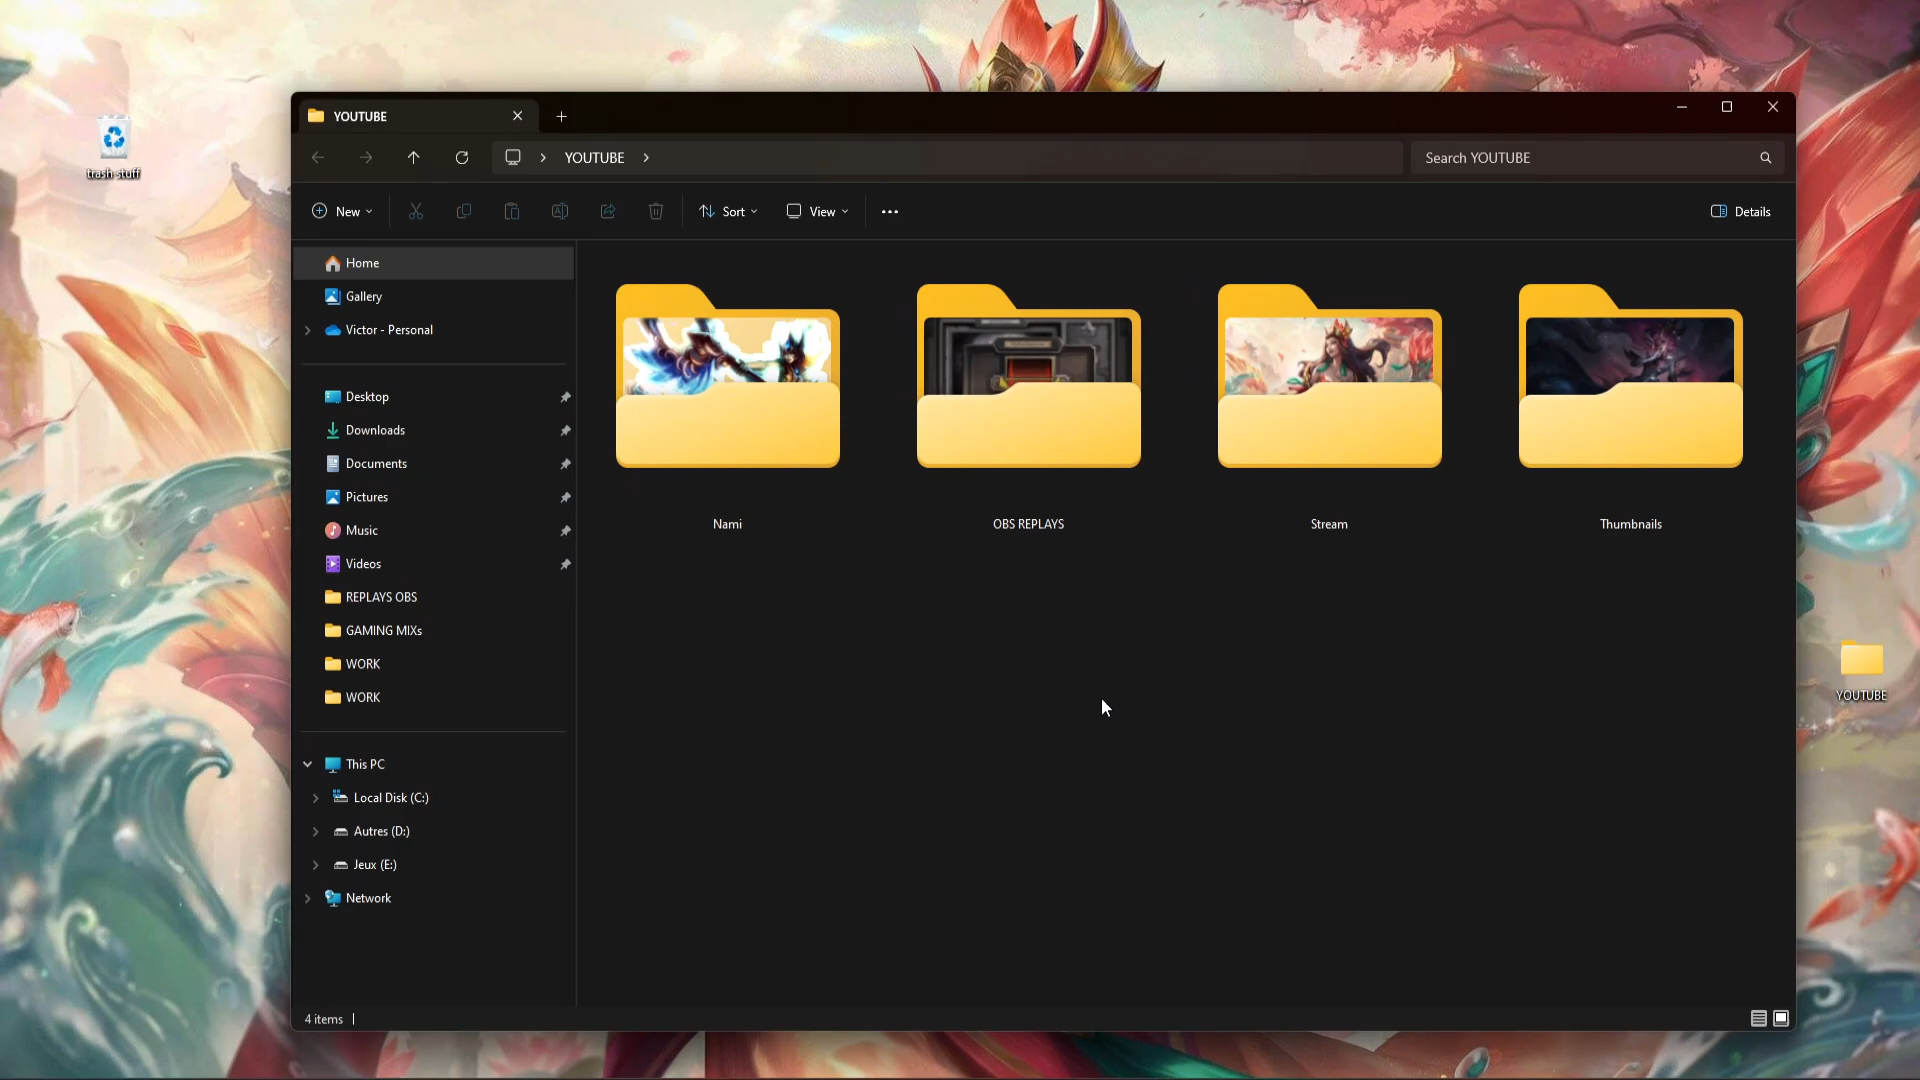 trash stuff
YOUTUBE
YOUTUBE
Search YOUTUBE
New
Sort
View
Details
Home
Gallery
Victor - Personal
Desktop
Downloads
Documents
Pictures
Music
Videos
REPLAYS OBS
GAMING MIXs
WORK
WORK
This PC
Local Disk (C:)
Autres (D:)
Jeux (E:)
Network
Nami
OBS REPLAYS
Stream
Thumbnails
YOUTUBE
4 items